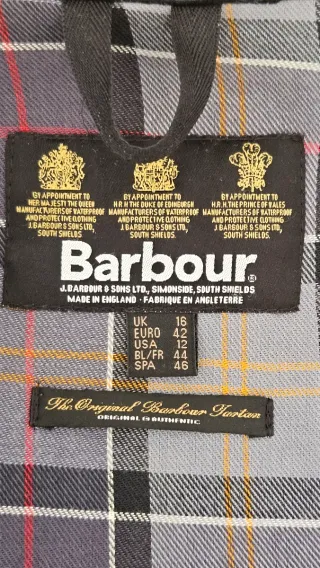 BY APPOINTMENT TO
HER MAJESTY THE QUEEN
MANUFACTURERS OF WATERPROOF
AND PROTECTIVE CLOTHING
J. BARBOUR & SONS LTD,
SOUTH SHIELDS.
BY APPOINTMENT TO
H.R.H. THE DUKE OF EDINBURGH
MANUFACTURERS OF WATERPROOF
AND PROTECTIVE CLOTHING
J. BARBOUR & SONS LTD,
SOUTH SHIELDS.
BY APPOINTMENT TO
H.R.H. THE PRINCE OF WALES
MANUFACTURERS OF WATERPROOF
AND PROTECTIVE CLOTHING
J. BARBOUR & SONS LTD,
SOUTH SHIELDS.
Barbour®
J. BARBOUR & SONS LTD, SIMONSIDE, SOUTH SHIELDS
MADE IN ENGLAND · FABRIQUE EN ANGLETERRE
UK 16
EURO 42
USA 12
BL/FR 44
SPA 46
The Original Barbour Tartan
ORIGINAL & AUTHENTIC